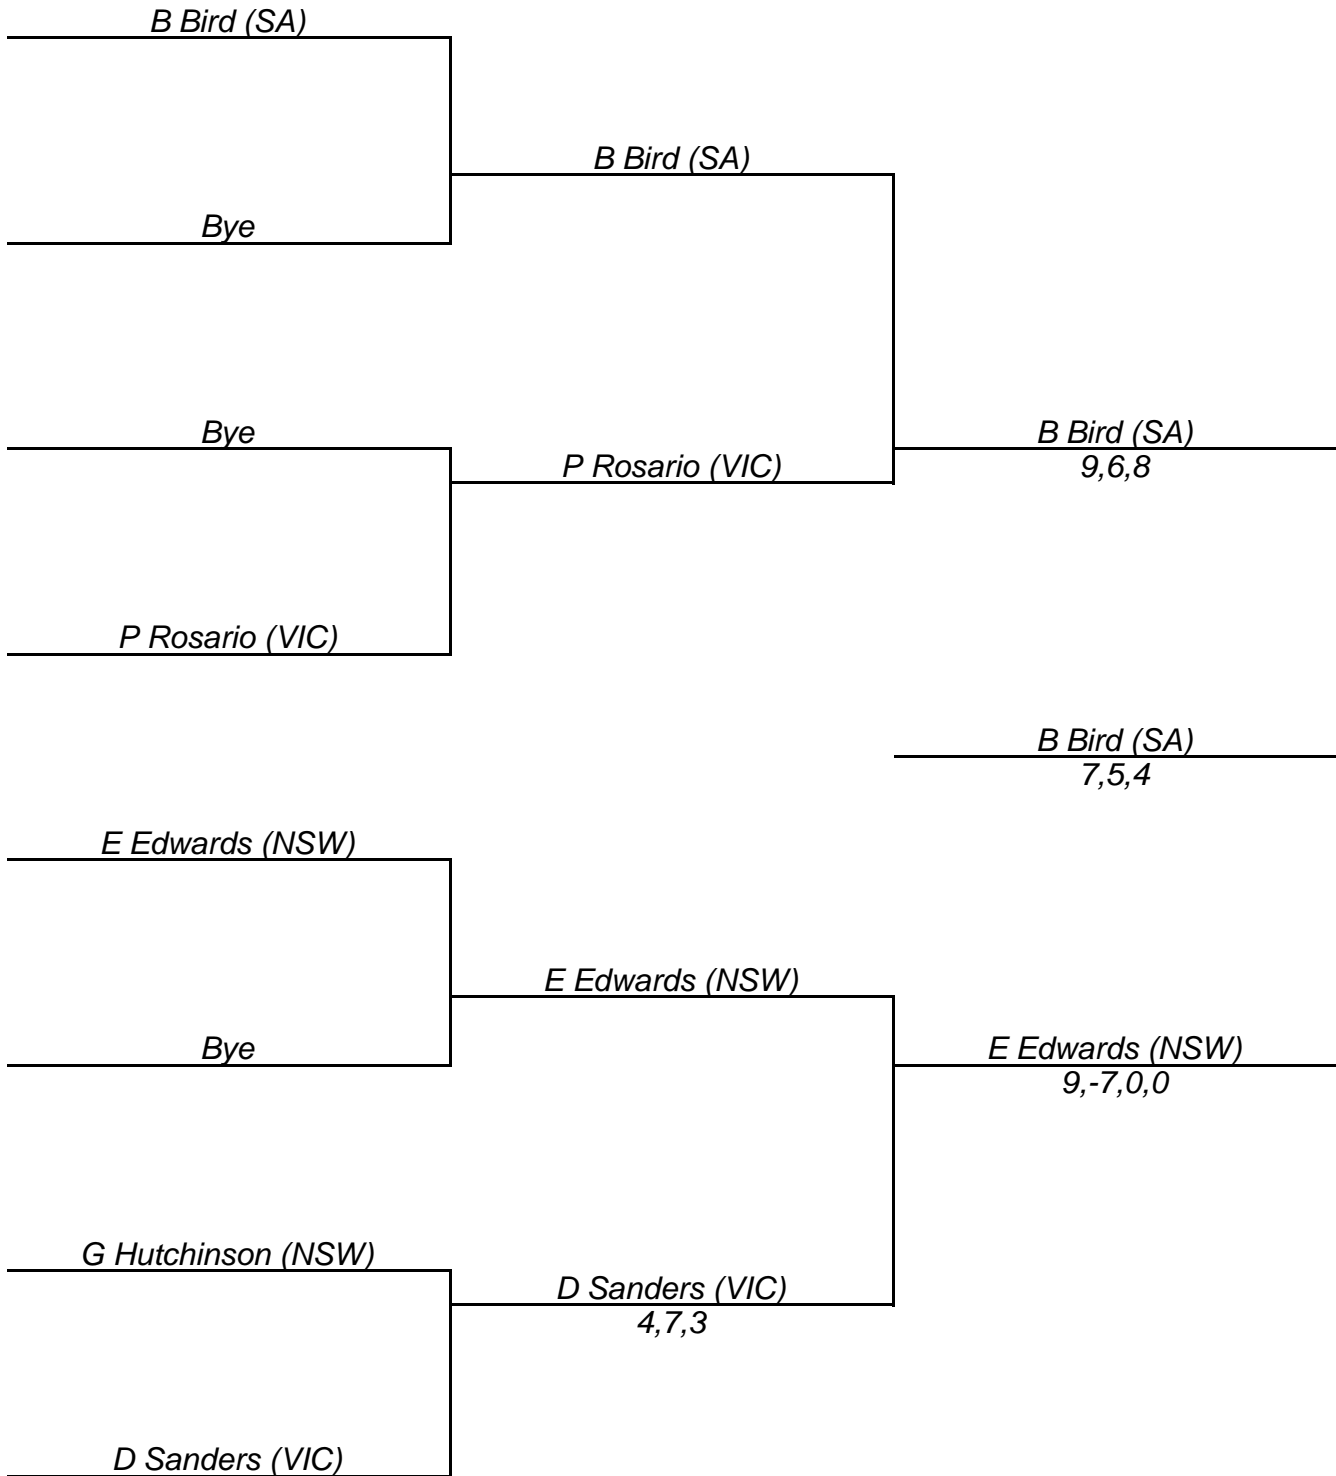 B Bird (SA)
B Bird (SA)
Bye
Bye
B Bird (SA)
P Rosario (VIC)
9,6,8
P Rosario (VIC)
B Bird (SA)
7,5,4
E Edwards (NSW)
E Edwards (NSW)
Bye
E Edwards (NSW)
9,-7,0,0
G Hutchinson (NSW)
D Sanders (VIC)
4,7,3
D Sanders (VIC)